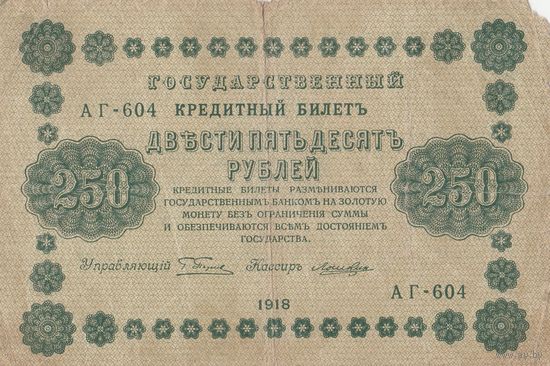 ГОСУДАРСТВЕННЫЙ
АГ-604 КРЕДИТНЫЙ БИЛЕТЪ
ДВѢСТИ ПЯТЬДЕСЯТЪ
РУБЛЕЙ
250 250
КРЕДИТНЫЕ БИЛЕТЫ РАЗМѢНИВАЮТСЯ
ГОСУДАРСТВЕННЫМЪ БАНКОМЪ НА ЗОЛОТУЮ
МОНЕТУ БЕЗЪ ОГРАНИЧЕНІЯ СУММЫ
И ОБЕЗПЕЧИВАЮТСЯ ВСѢМЪ ДОСТОЯНІЕМЪ
ГОСУДАРСТВА.
Управляющій Кассиръ
1918
АГ-604